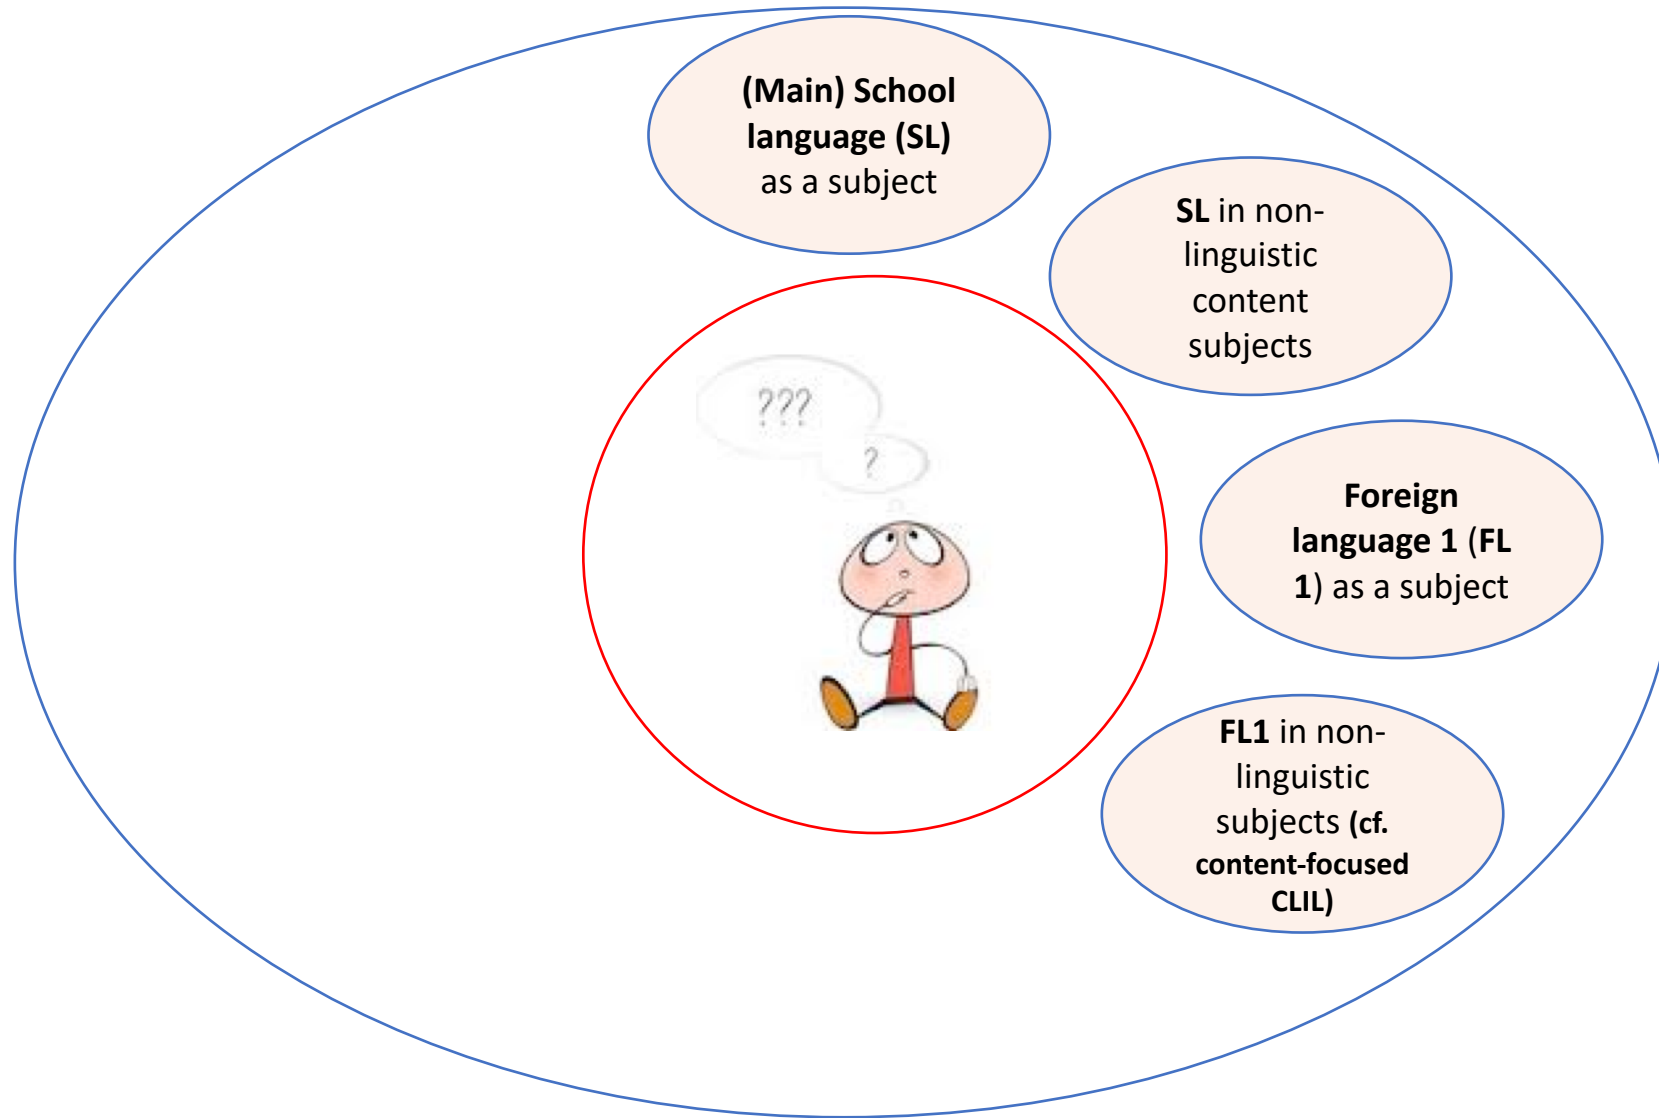 (Main) School
language (SL)
as a subject
SL in non-
linguistic
content
subjects
???
?
Foreign
language 1 (FL
1) as a subject
FL1 in non-
linguistic
subjects (cf.
content-focused
CLIL)